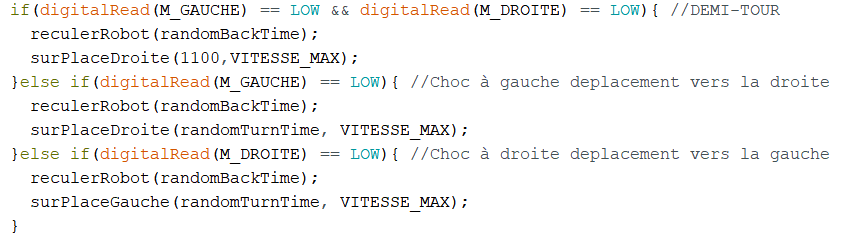 if(digitalRead(M_GAUCHE) == LOW && digitalRead(M_DROITE) == LOW){ //DEMI-TOUR
  reculerRobot(randomBackTime);
  surPlaceDroite(1100,VITESSE_MAX);
}else if(digitalRead(M_GAUCHE) == LOW){ //Choc à gauche deplacement vers la droite
  reculerRobot(randomBackTime);
  surPlaceDroite(randomTurnTime, VITESSE_MAX);
}else if(digitalRead(M_DROITE) == LOW){ //Choc à droite deplacement vers la gauche
  reculerRobot(randomBackTime);
  surPlaceGauche(randomTurnTime, VITESSE_MAX);
}